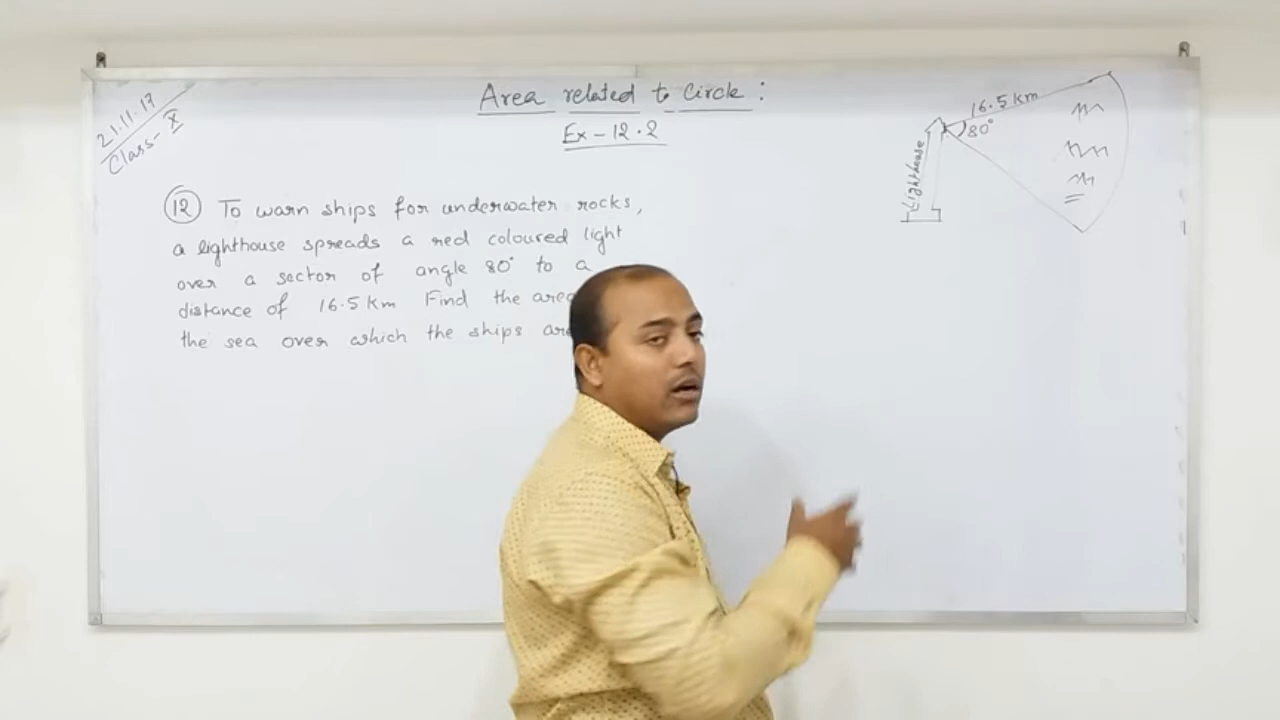 21.11.17
Class- X
Area related to Circle :
Ex - 12.2
12 To warn ships for underwater rocks,
a lighthouse spreads a red coloured light
over a sector of angle 80° to a
distance of 16.5 km Find the area
the sea over which the ships are
16.5 km
80°
Lighthouse